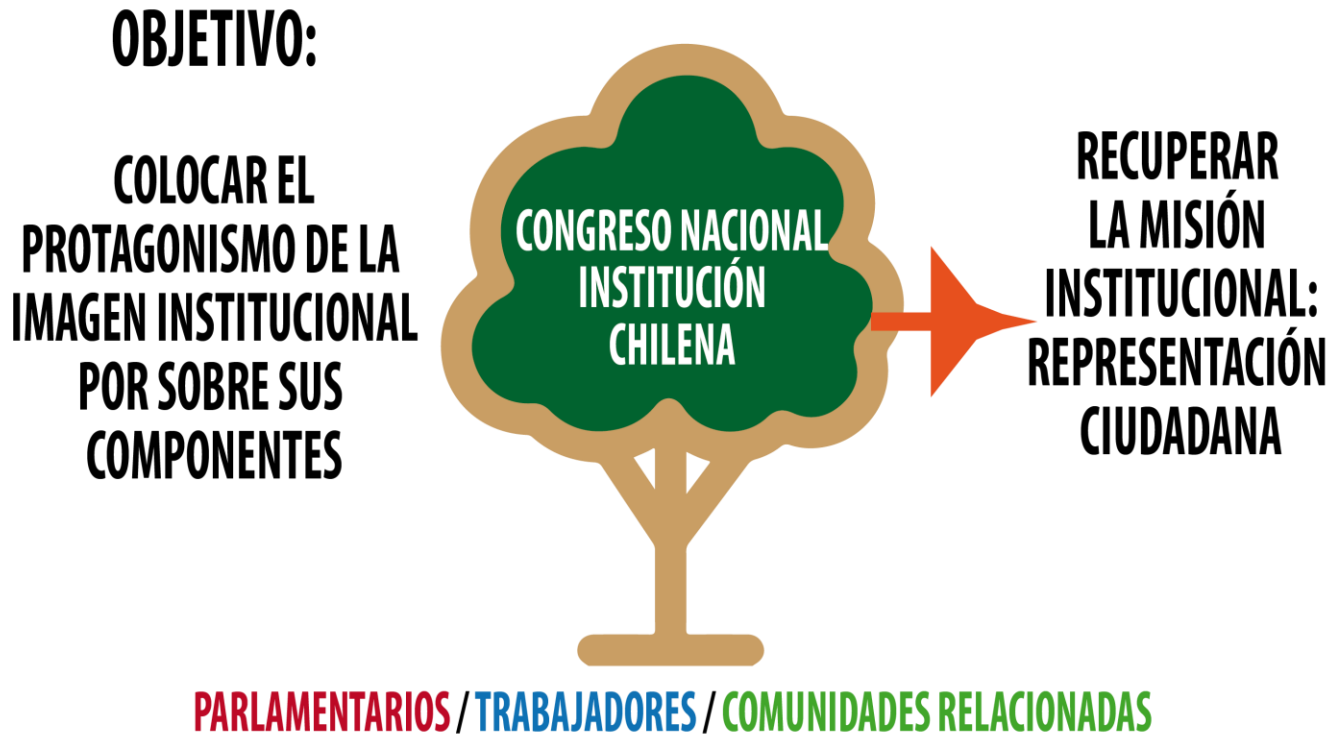 OBJETIVO:
COLOCAR EL
PROTAGONISMO DE LA
IMAGEN INSTITUCIONAL
POR SOBRE SUS
COMPONENTES
CONGRESO NACIONAL
INSTITUCIÓN
CHILENA
RECUPERAR
LA MISIÓN
INSTITUCIONAL:
REPRESENTACIÓN
CIUDADANA
PARLAMENTARIOS / TRABAJADORES / COMUNIDADES RELACIONADAS